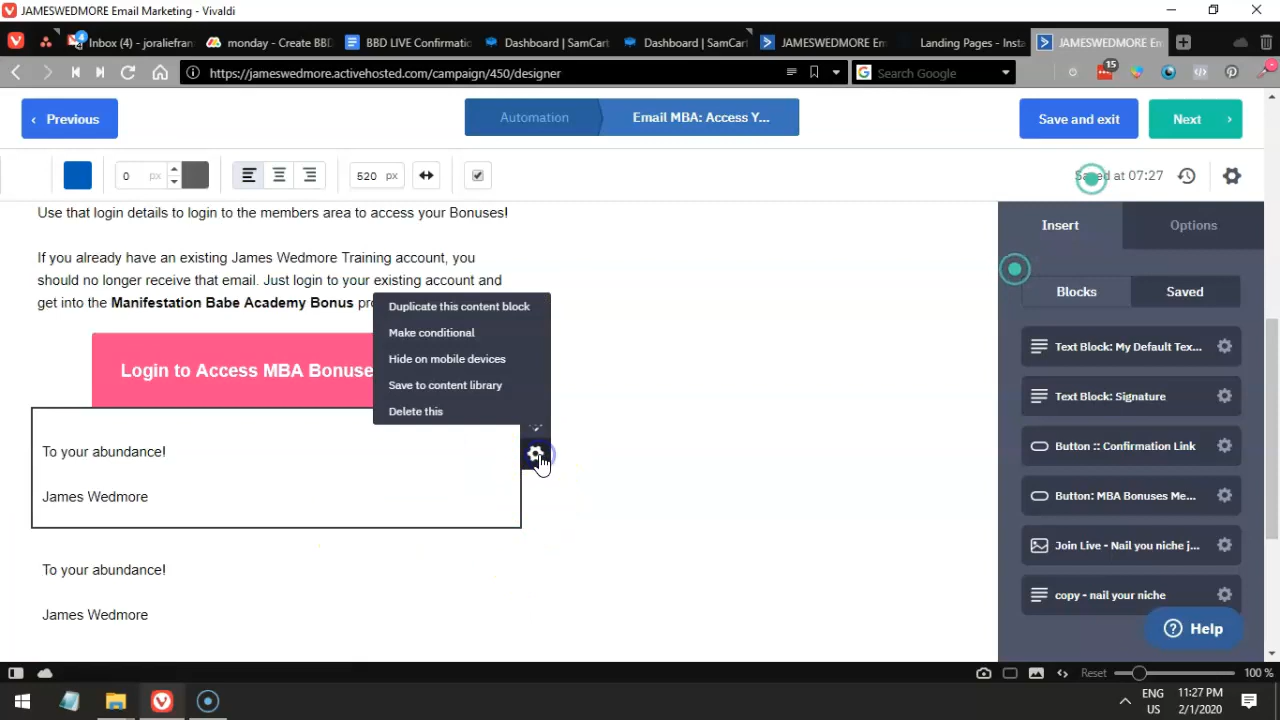 JAMESWEDMORE Email Marketing - Vivaldi
4
Inbox (4) - joraliefran
monday - Create BBD
BBD LIVE Confirmatio
Dashboard | SamCart
Dashboard | SamCart
JAMESWEDMORE Em
Landing Pages - Insta
JAMESWEDMORE Em
https://jameswedmore.activehosted.com/campaign/450/designer
Search Google
15
Previous
Automation
Email MBA: Access Y...
Save and exit
Next
0 px
520 px
Saved at 07:27
Use that login details to login to the members area to access your Bonuses!
If you already have an existing James Wedmore Training account, you
should no longer receive that email. Just login to your existing account and
get into the Manifestation Babe Academy Bonus pro
Login to Access MBA Bonuse
Duplicate this content block
Make conditional
Hide on mobile devices
Save to content library
Delete this
To your abundance!
James Wedmore
To your abundance!
James Wedmore
Insert
Options
Blocks
Saved
Text Block: My Default Tex...
Text Block: Signature
Button :: Confirmation Link
Button: MBA Bonuses Me...
Join Live - Nail you niche j...
copy - nail your niche
Help
Reset
100 %
ENG
US
11:27 PM
2/1/2020